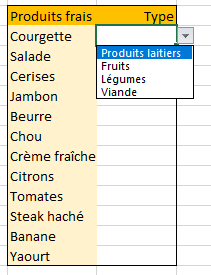 Produits frais Type
Courgette
Produits laitiers
Salade
Fruits
Cerises
Légumes
Jambon
Viande
Beurre
Chou
Crème fraîche
Citrons
Tomates
Steak haché
Banane
Yaourt